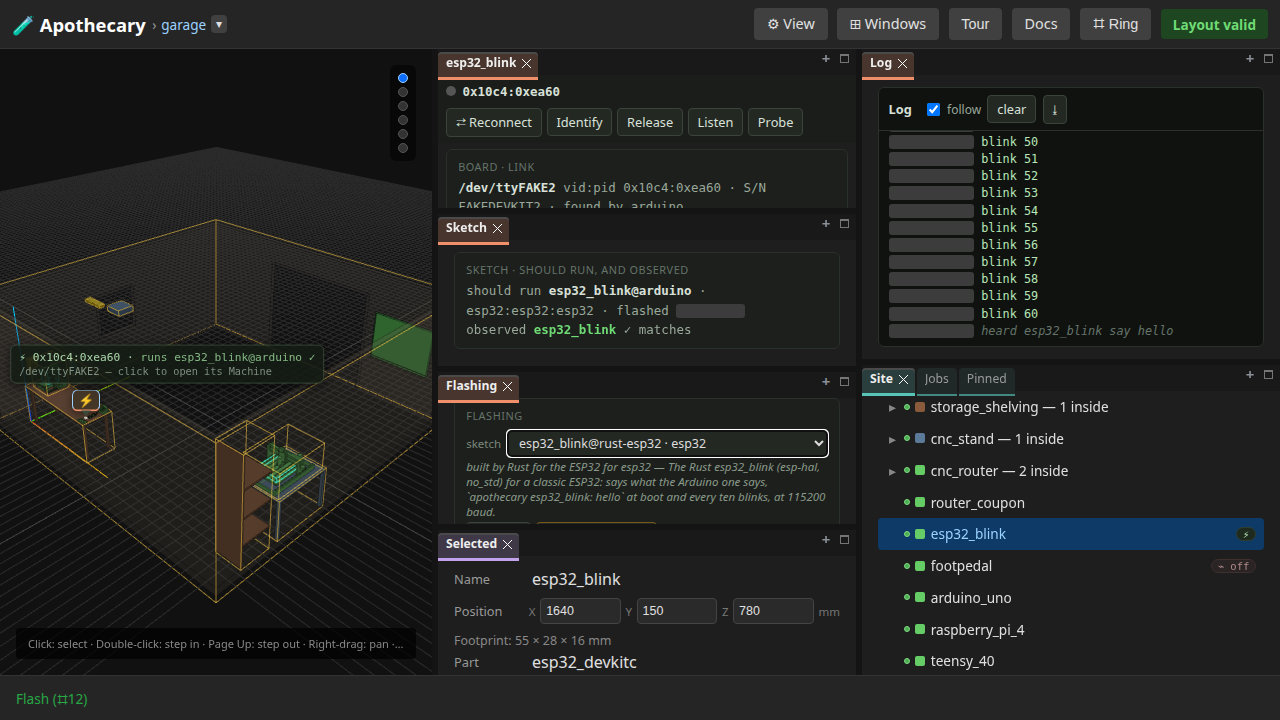 🧪 Apothecary › garage ▾
⚙ View
⊞ Windows
Tour
Docs
⌗ Ring
Layout valid
⚡ 0x10c4:0xea60 · runs esp32_blink@arduino ✓
/dev/ttyFAKE2 — click to open its Machine
Click: select · Double-click: step in · Page Up: step out · Right-drag: pan ·...
esp32_blink
0x10c4:0xea60
⇄ Reconnect
Identify
Release
Listen
Probe
BOARD · LINK
/dev/ttyFAKE2 vid:pid 0x10c4:0xea60 · S/N
FAKEDEVKIT2 · found by arduino
Sketch
SKETCH · SHOULD RUN, AND OBSERVED
should run esp32_blink@arduino ·
esp32:esp32:esp32 · flashed
observed esp32_blink ✓ matches
Flashing
FLASHING
sketch esp32_blink@rust-esp32 · esp32
built by Rust for the ESP32 for esp32 — The Rust esp32_blink (esp-hal,
no_std) for a classic ESP32: says what the Arduino one says,
`apothecary esp32_blink: hello` at boot and every ten blinks, at 115200
baud.
Selected
Name esp32_blink
Position X 1640 Y 150 Z 780 mm
Footprint: 55 × 28 × 16 mm
Part esp32_devkitc
Log
Log follow clear ⤓
blink 50
blink 51
blink 52
blink 53
blink 54
blink 55
blink 56
blink 57
blink 58
blink 59
blink 60
heard esp32_blink say hello
Site
Jobs
Pinned
▸ storage_shelving — 1 inside
▸ cnc_stand — 1 inside
▸ cnc_router — 2 inside
router_coupon
esp32_blink ⚡
footpedal ⌁ off
arduino_uno
raspberry_pi_4
teensy_40
Flash (⌗12)